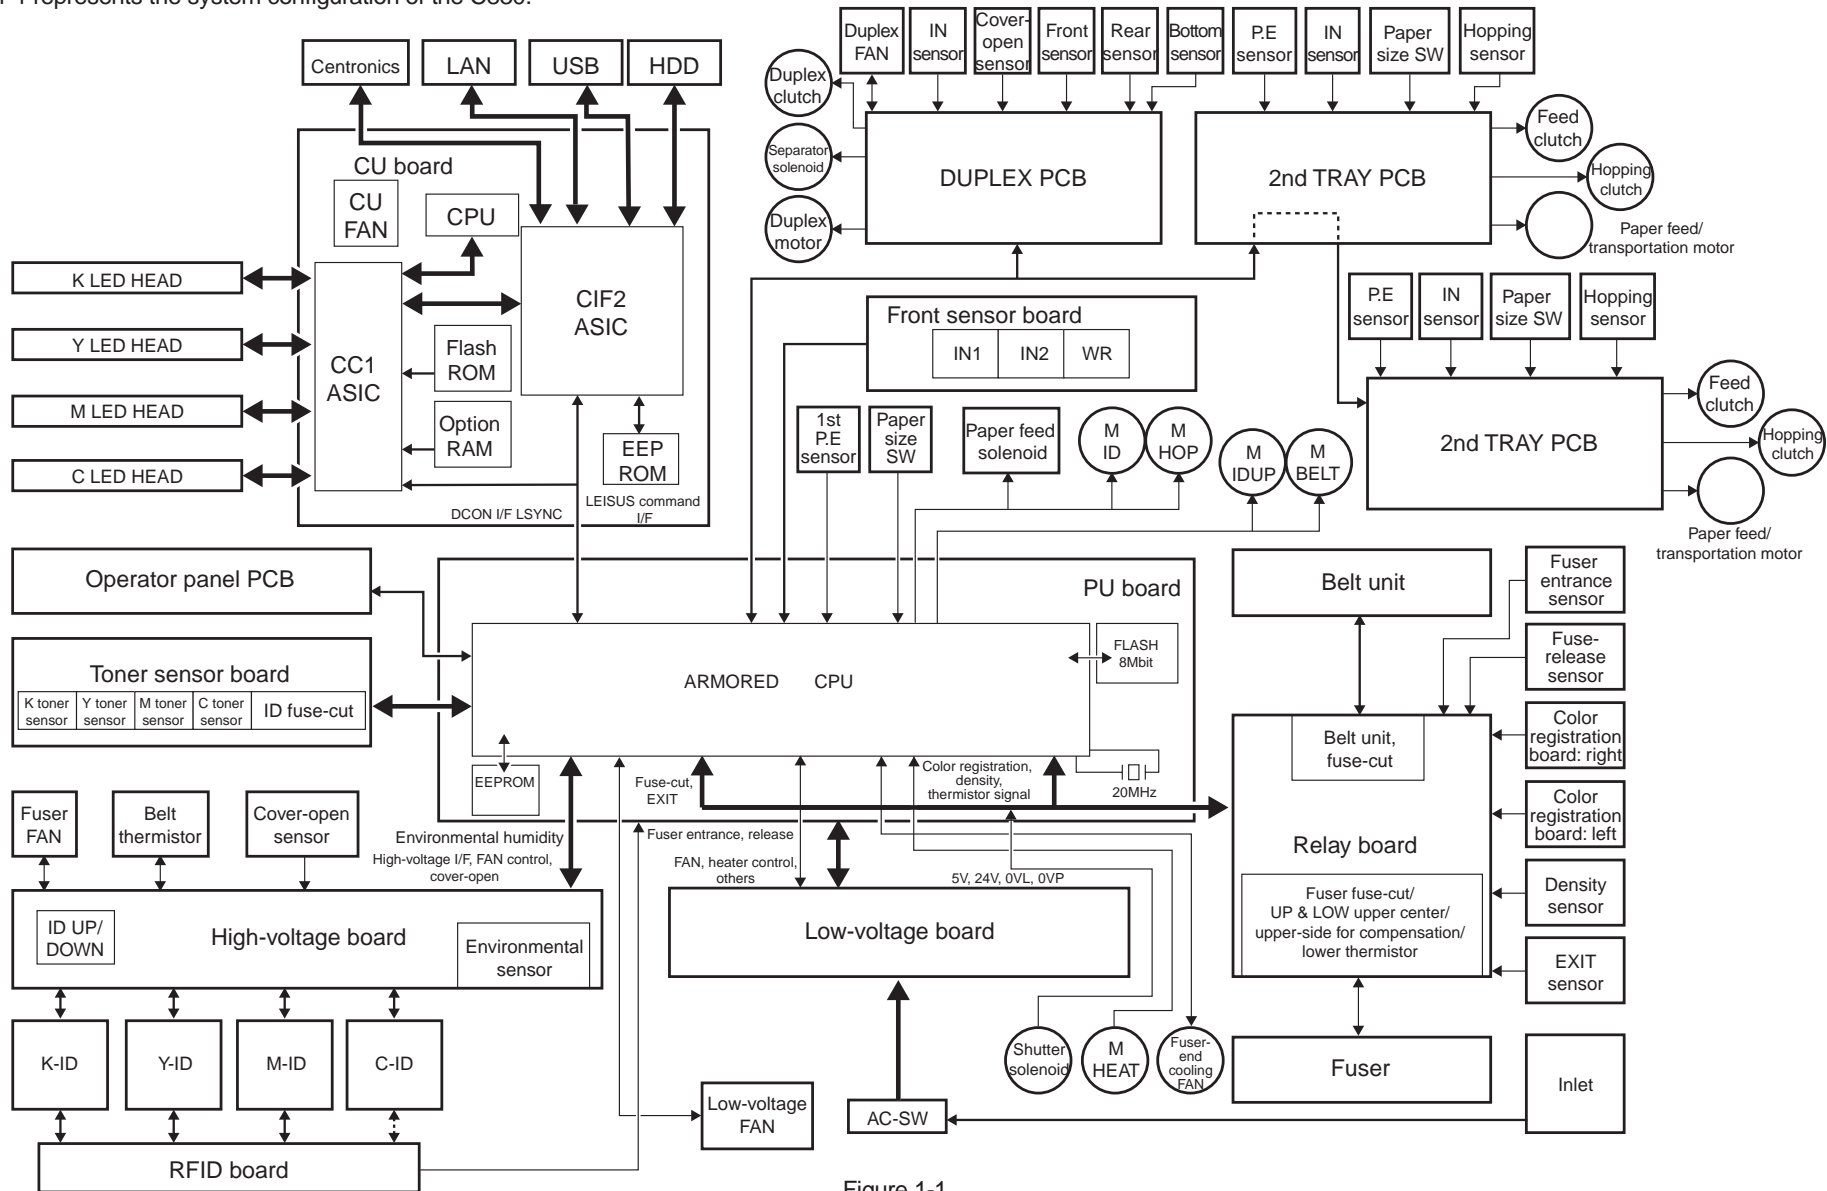 1-1 represents the system configuration of the C830.
Centronics
LAN
USB
HDD
CU board
CU
FAN
CPU
CIF2
ASIC
CC1
ASIC
Flash
ROM
Option
RAM
EEP
ROM
DCON I/F LSYNC
LEISUS command
I/F
K LED HEAD
Y LED HEAD
M LED HEAD
C LED HEAD
Duplex
FAN
IN
sensor
Cover-
open
sensor
Front
sensor
Rear
sensor
Bottom
sensor
P.E
sensor
IN
sensor
Paper
size SW
Hopping
sensor
Duplex
clutch
Separator
solenoid
Duplex
motor
DUPLEX PCB
2nd TRAY PCB
Feed
clutch
Hopping
clutch
Paper feed/
transportation motor
Front sensor board
IN1
IN2
WR
P.E
sensor
IN
sensor
Paper
size SW
Hopping
sensor
2nd TRAY PCB
Feed
clutch
Hopping
clutch
Paper feed/
transportation motor
1st
P.E
sensor
Paper
size
SW
Paper feed
solenoid
M
ID
M
HOP
M
IDUP
M
BELT
Operator panel PCB
Toner sensor board
K toner
sensor
Y toner
sensor
M toner
sensor
C toner
sensor
ID fuse-cut
PU board
ARMORED CPU
FLASH
8Mbit
EEPROM
20MHz
Fuse-cut,
EXIT
Color registration,
density,
thermistor signal
Belt unit
Fuser
entrance
sensor
Fuse-
release
sensor
Color
registration
board: right
Color
registration
board: left
Density
sensor
EXIT
sensor
Belt unit,
fuse-cut
Relay board
Fuser fuse-cut/
UP & LOW upper center/
upper-side for compensation/
lower thermistor
Fuser
Inlet
Fuser
FAN
Belt
thermistor
Cover-open
sensor
Environmental humidity
High-voltage I/F, FAN control,
cover-open
Fuser entrance, release
FAN, heater control,
others
5V, 24V, 0VL, 0VP
ID UP/
DOWN
High-voltage board
Environmental
sensor
Low-voltage board
K-ID
Y-ID
M-ID
C-ID
RFID board
Low-voltage
FAN
AC-SW
Shutter
solenoid
M
HEAT
Fuser-
end
cooling
FAN
Figure 1-1